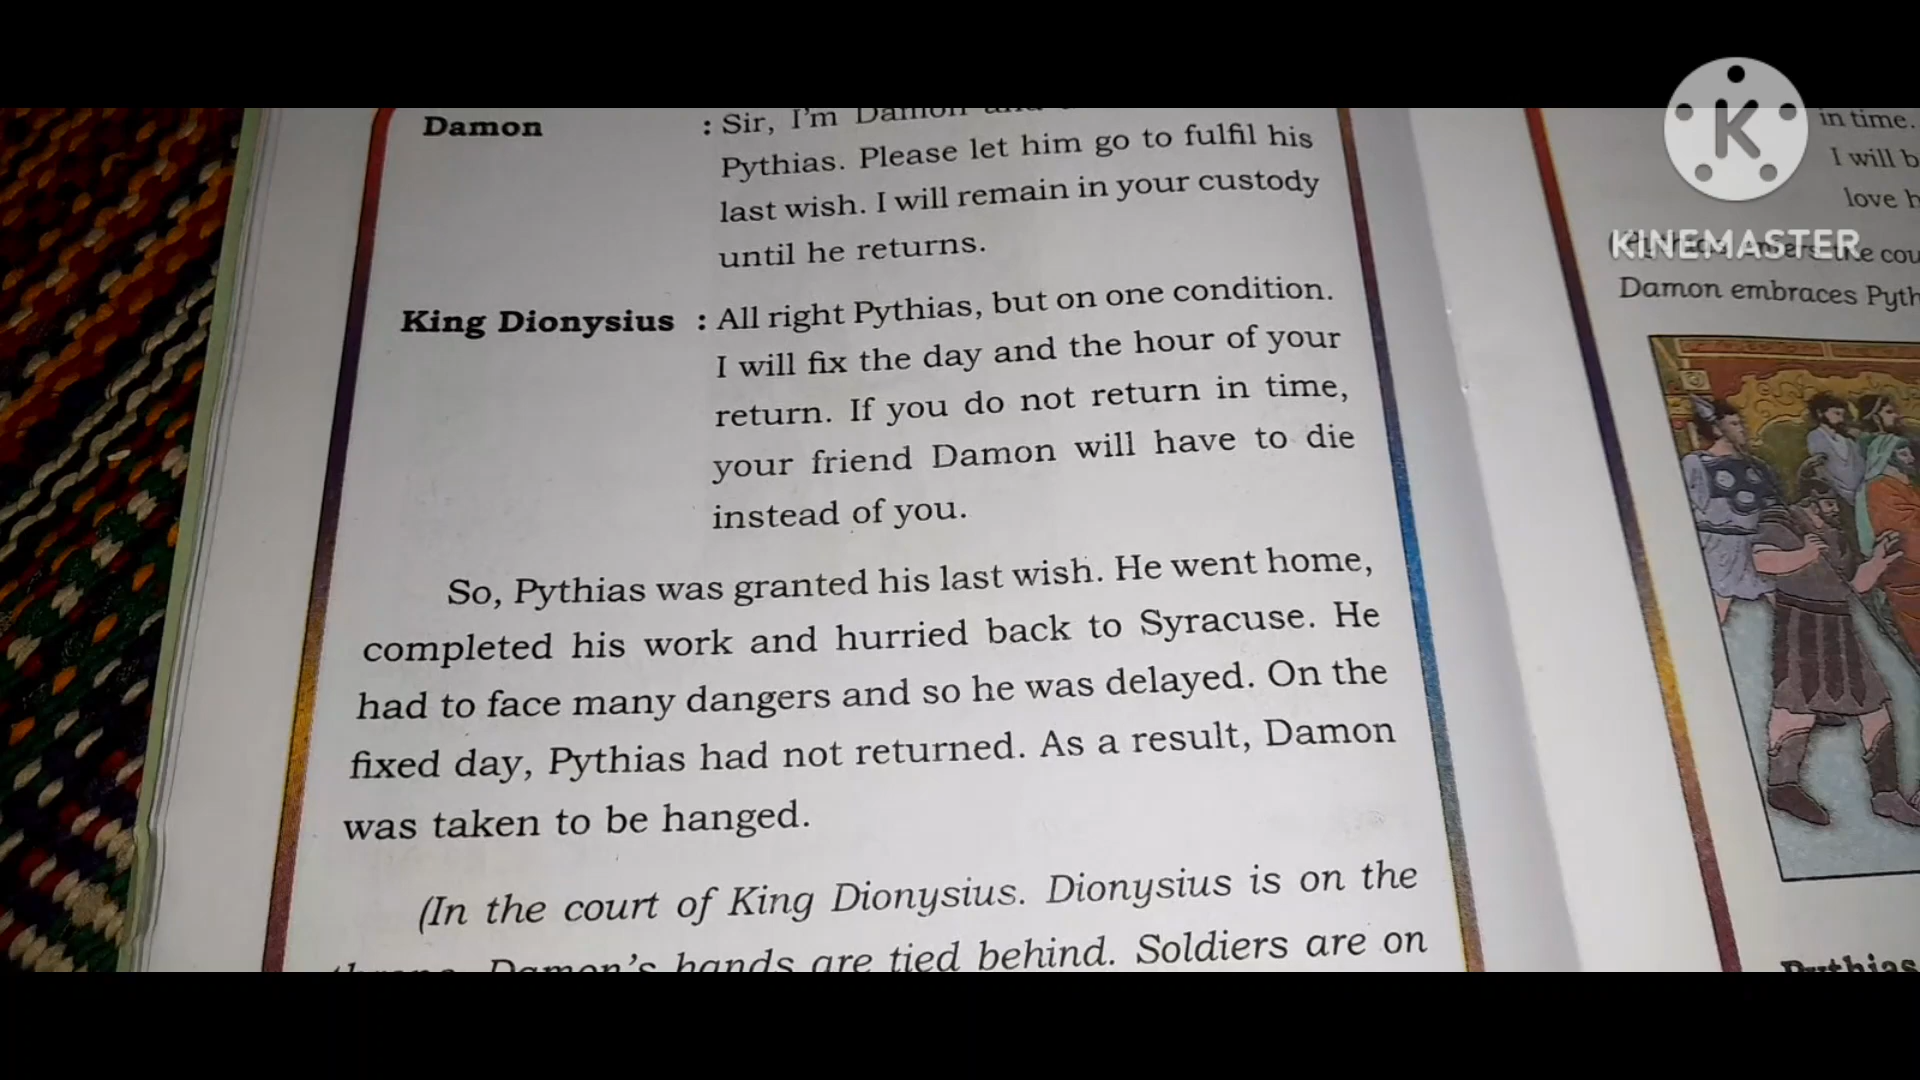 Damon : Sir, I'm Damon and
Pythias. Please let him go to fulfil his
last wish. I will remain in your custody
until he returns.
King Dionysius : All right Pythias, but on one condition.
I will fix the day and the hour of your
return. If you do not return in time,
your friend Damon will have to die
instead of you.
So, Pythias was granted his last wish. He went home,
completed his work and hurried back to Syracuse. He
had to face many dangers and so he was delayed. On the
fixed day, Pythias had not returned. As a result, Damon
was taken to be hanged.
(In the court of King Dionysius. Dionysius is on the
Damon's hands are tied behind. Soldiers are on
in time.
I will b
love h
the cou
Damon embraces Pyth
Pythias
K
KINEMASTER